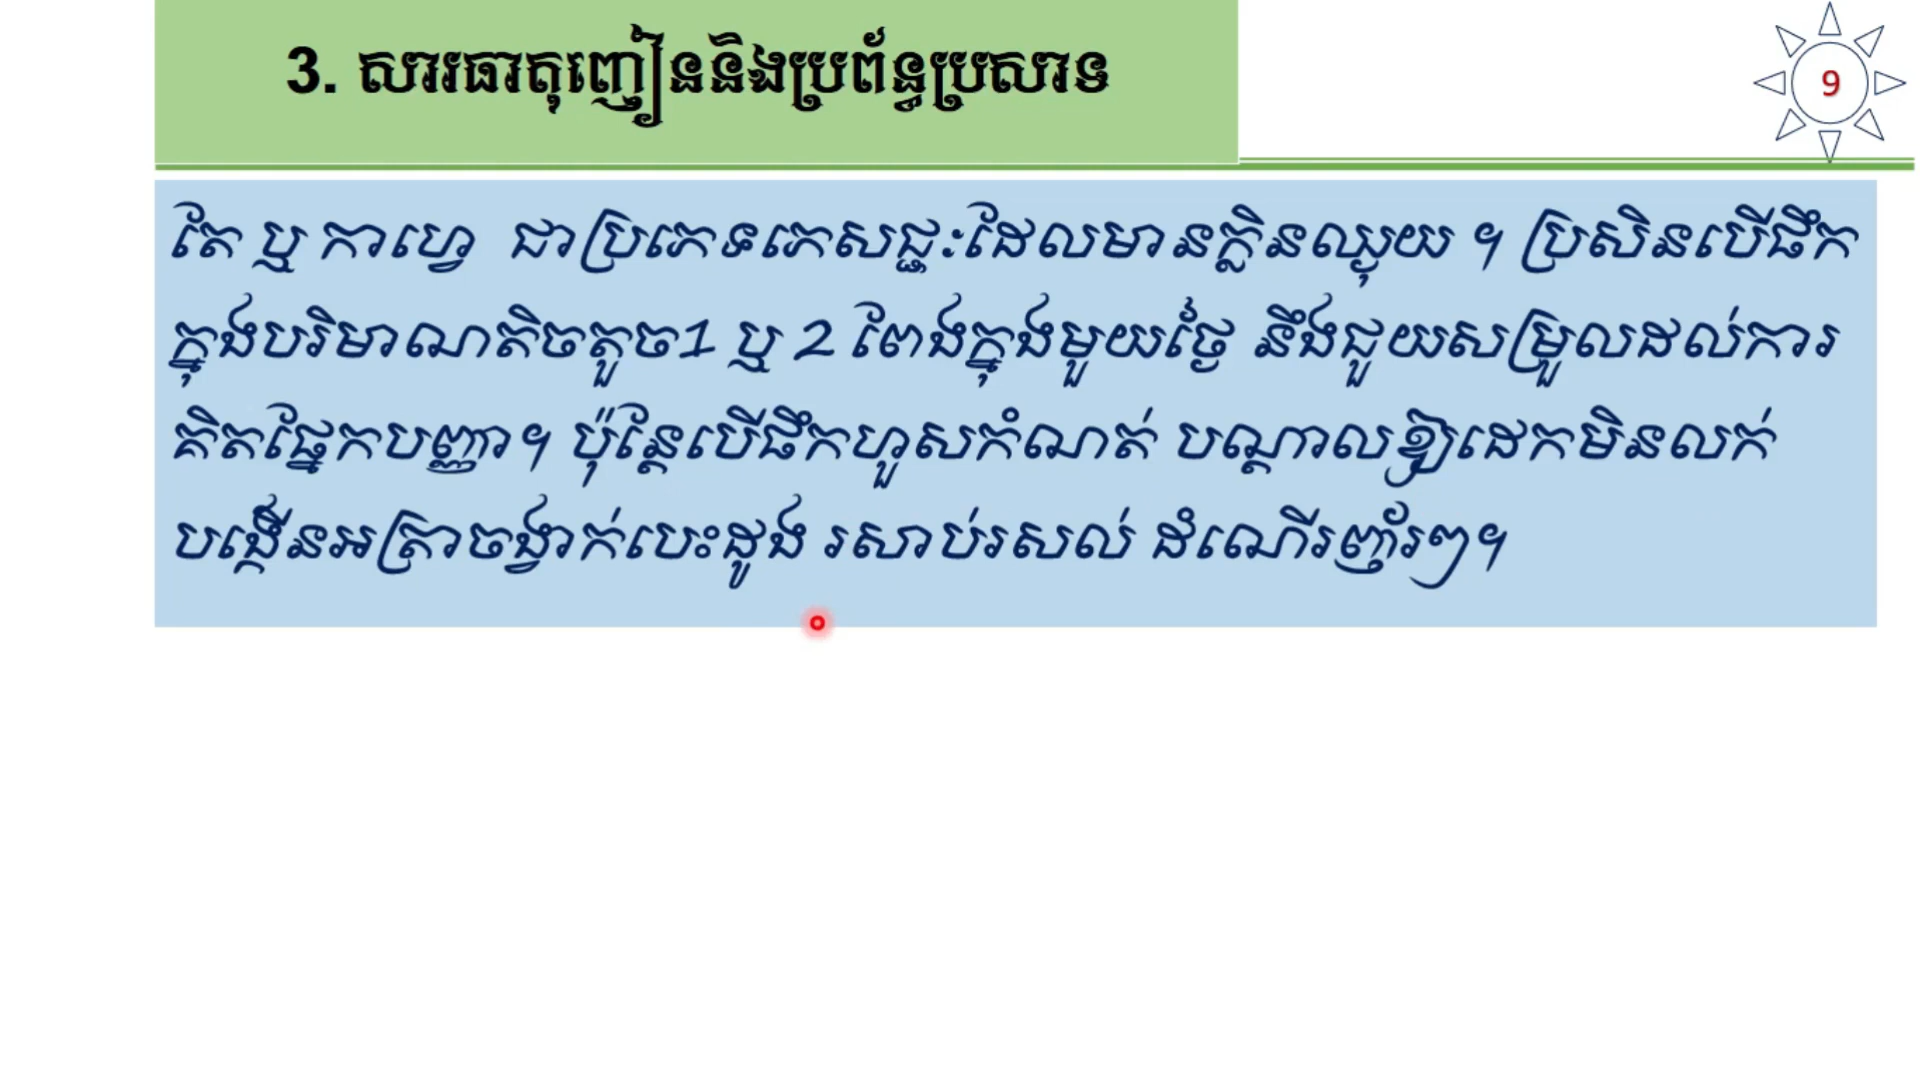 3. សារធាតុញៀននិងប្រព័ន្ធប្រសាទ
9
តែ ឬ កាហ្វេ ជាប្រភេទភេសជ្ជៈដែលមានក្លិនឈ្ងុយ ។ ប្រសិនបើផឹក
ក្នុងបរិមាណតិចតួច1 ឬ 2 ពែងក្នុងមួយថ្ងៃ នឹងជួយសម្រួលដល់ការ
គិតផ្នែកបញ្ញា។ ប៉ុន្តែបើផឹកហួសកំណត់ បណ្តាលឱ្យដេកមិនលក់
បង្កើនអត្រាចង្វាក់បេះដូង រសាប់រសល់ ដំណើរញ័រៗ។